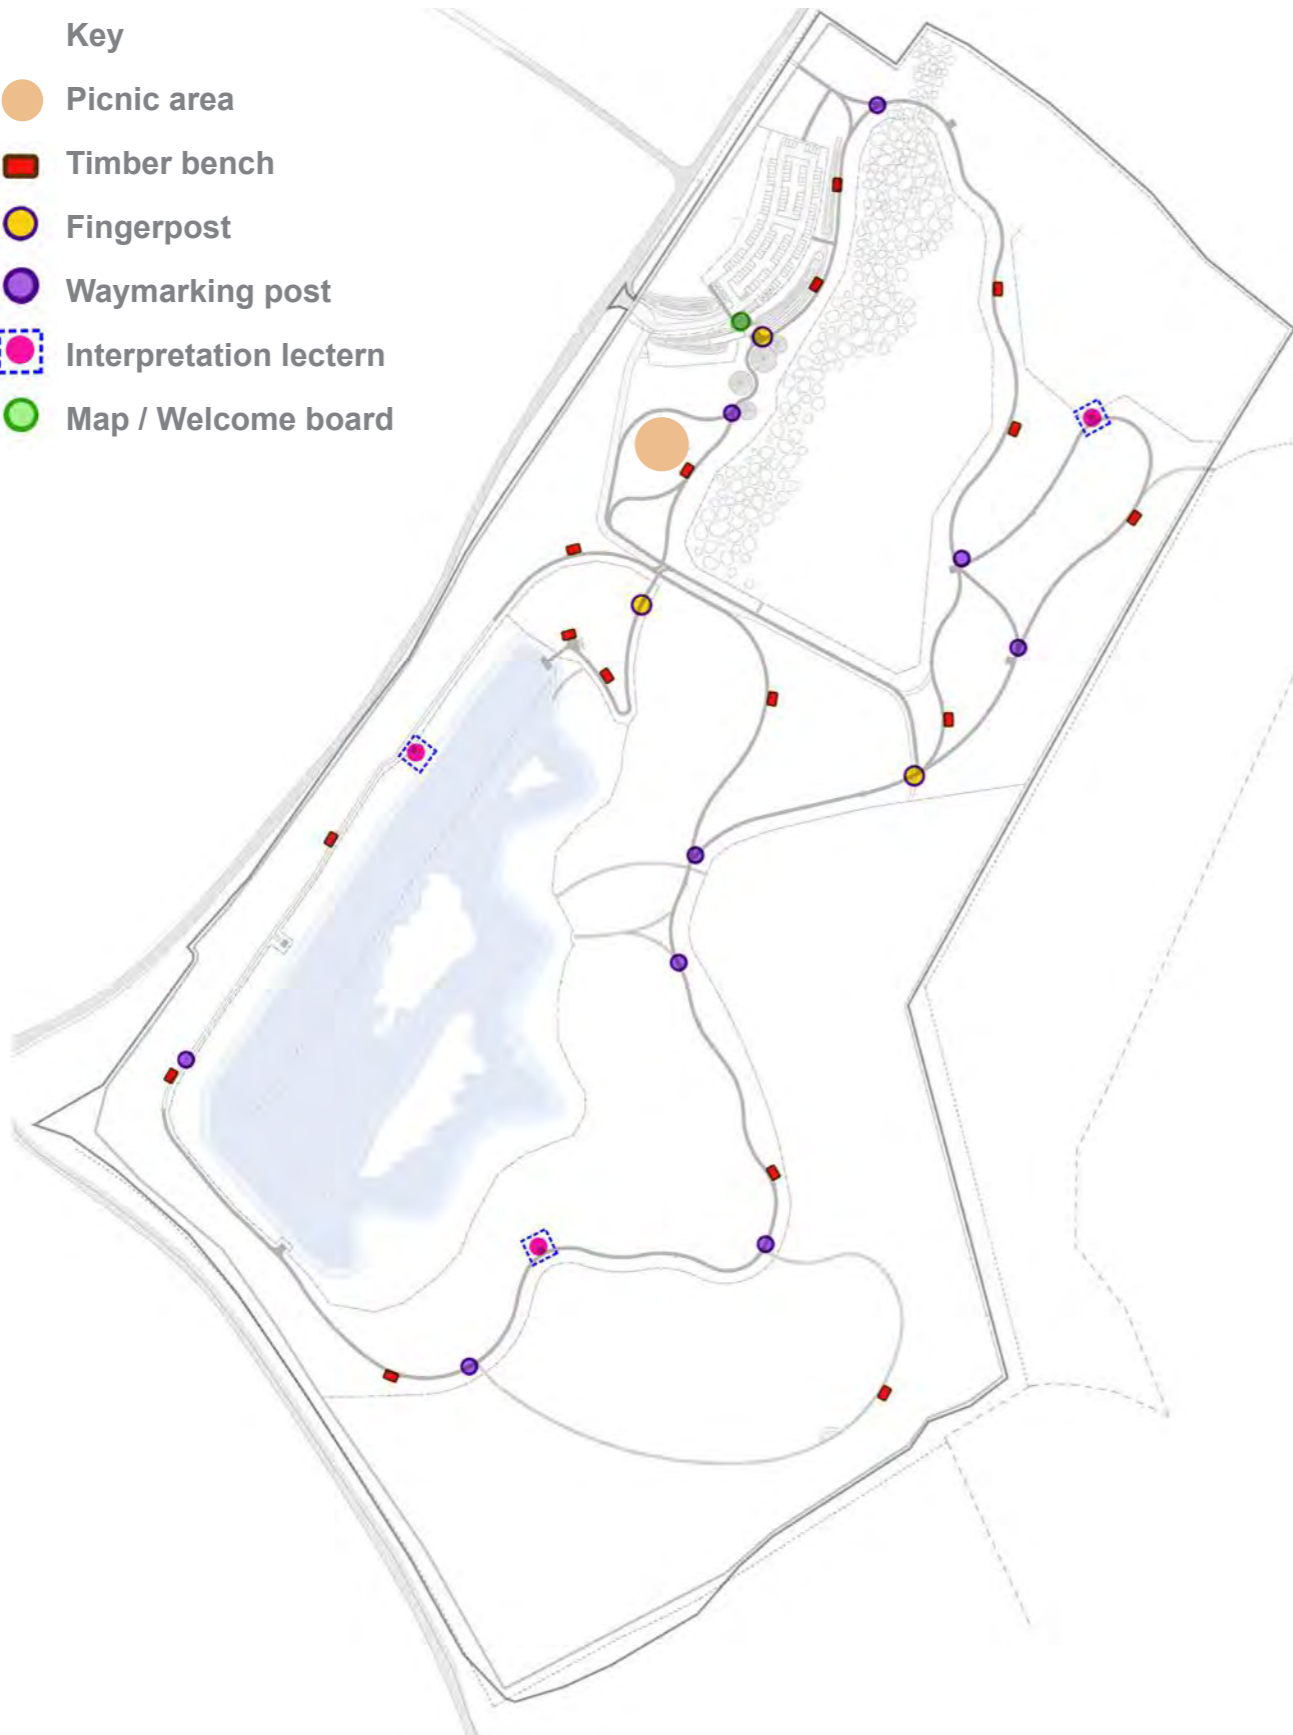 Key
Picnic area
Timber bench
Fingerpost
Waymarking post
Interpretation lectern
Map / Welcome board